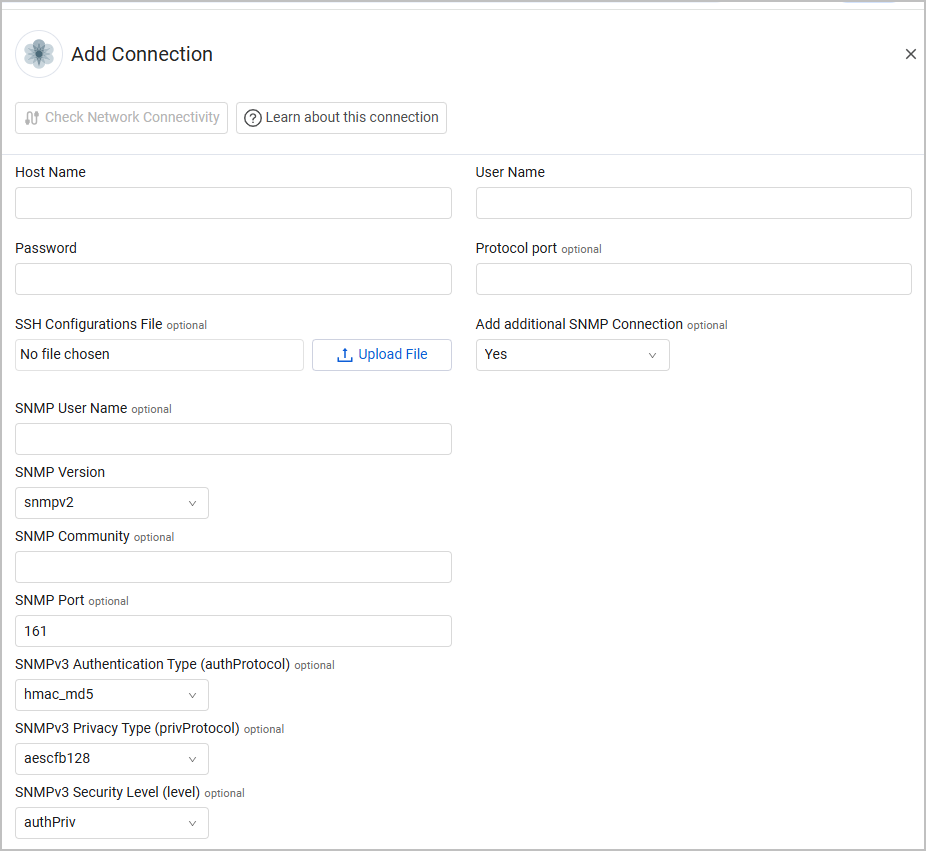 Add Connection
Check Network Connectivity
Learn about this connection
Host Name
User Name
Password
Protocol port optional
SSH Configurations File optional
Add additional SNMP Connection optional
No file chosen
Upload File
Yes
SNMP User Name optional
SNMP Version
snmpv2
SNMP Community optional
SNMP Port optional
161
SNMPv3 Authentication Type (authProtocol) optional
hmac_md5
SNMPv3 Privacy Type (privProtocol) optional
aescfb128
SNMPv3 Security Level (level) optional
authPriv